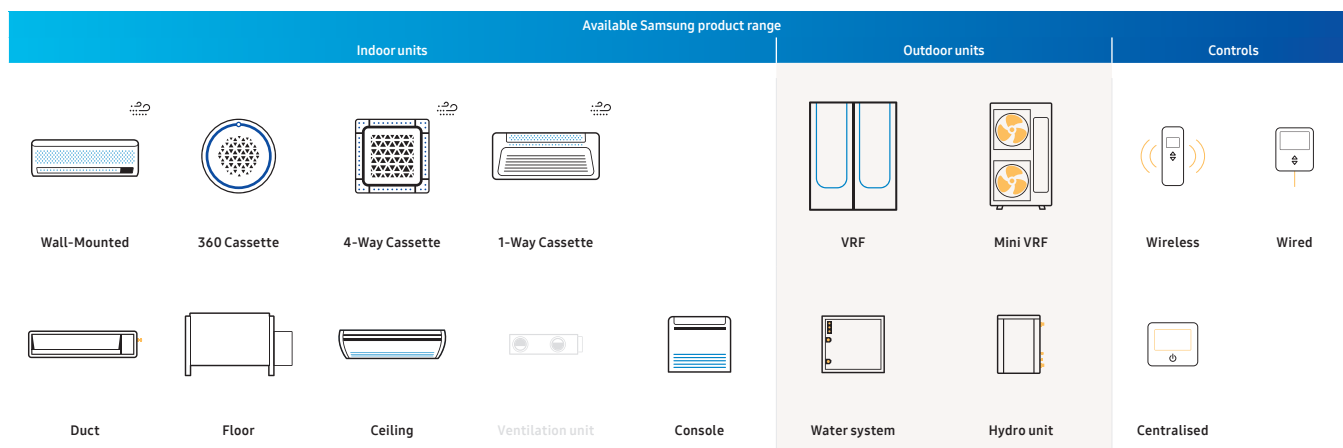 Available Samsung product range
Indoor units
Outdoor units
Controls
Wall-Mounted
360 Cassette
4-Way Cassette
1-Way Cassette
VRF
Mini VRF
Wireless
Wired
Duct
Floor
Ceiling
Ventilation unit
Console
Water system
Hydro unit
Centralised